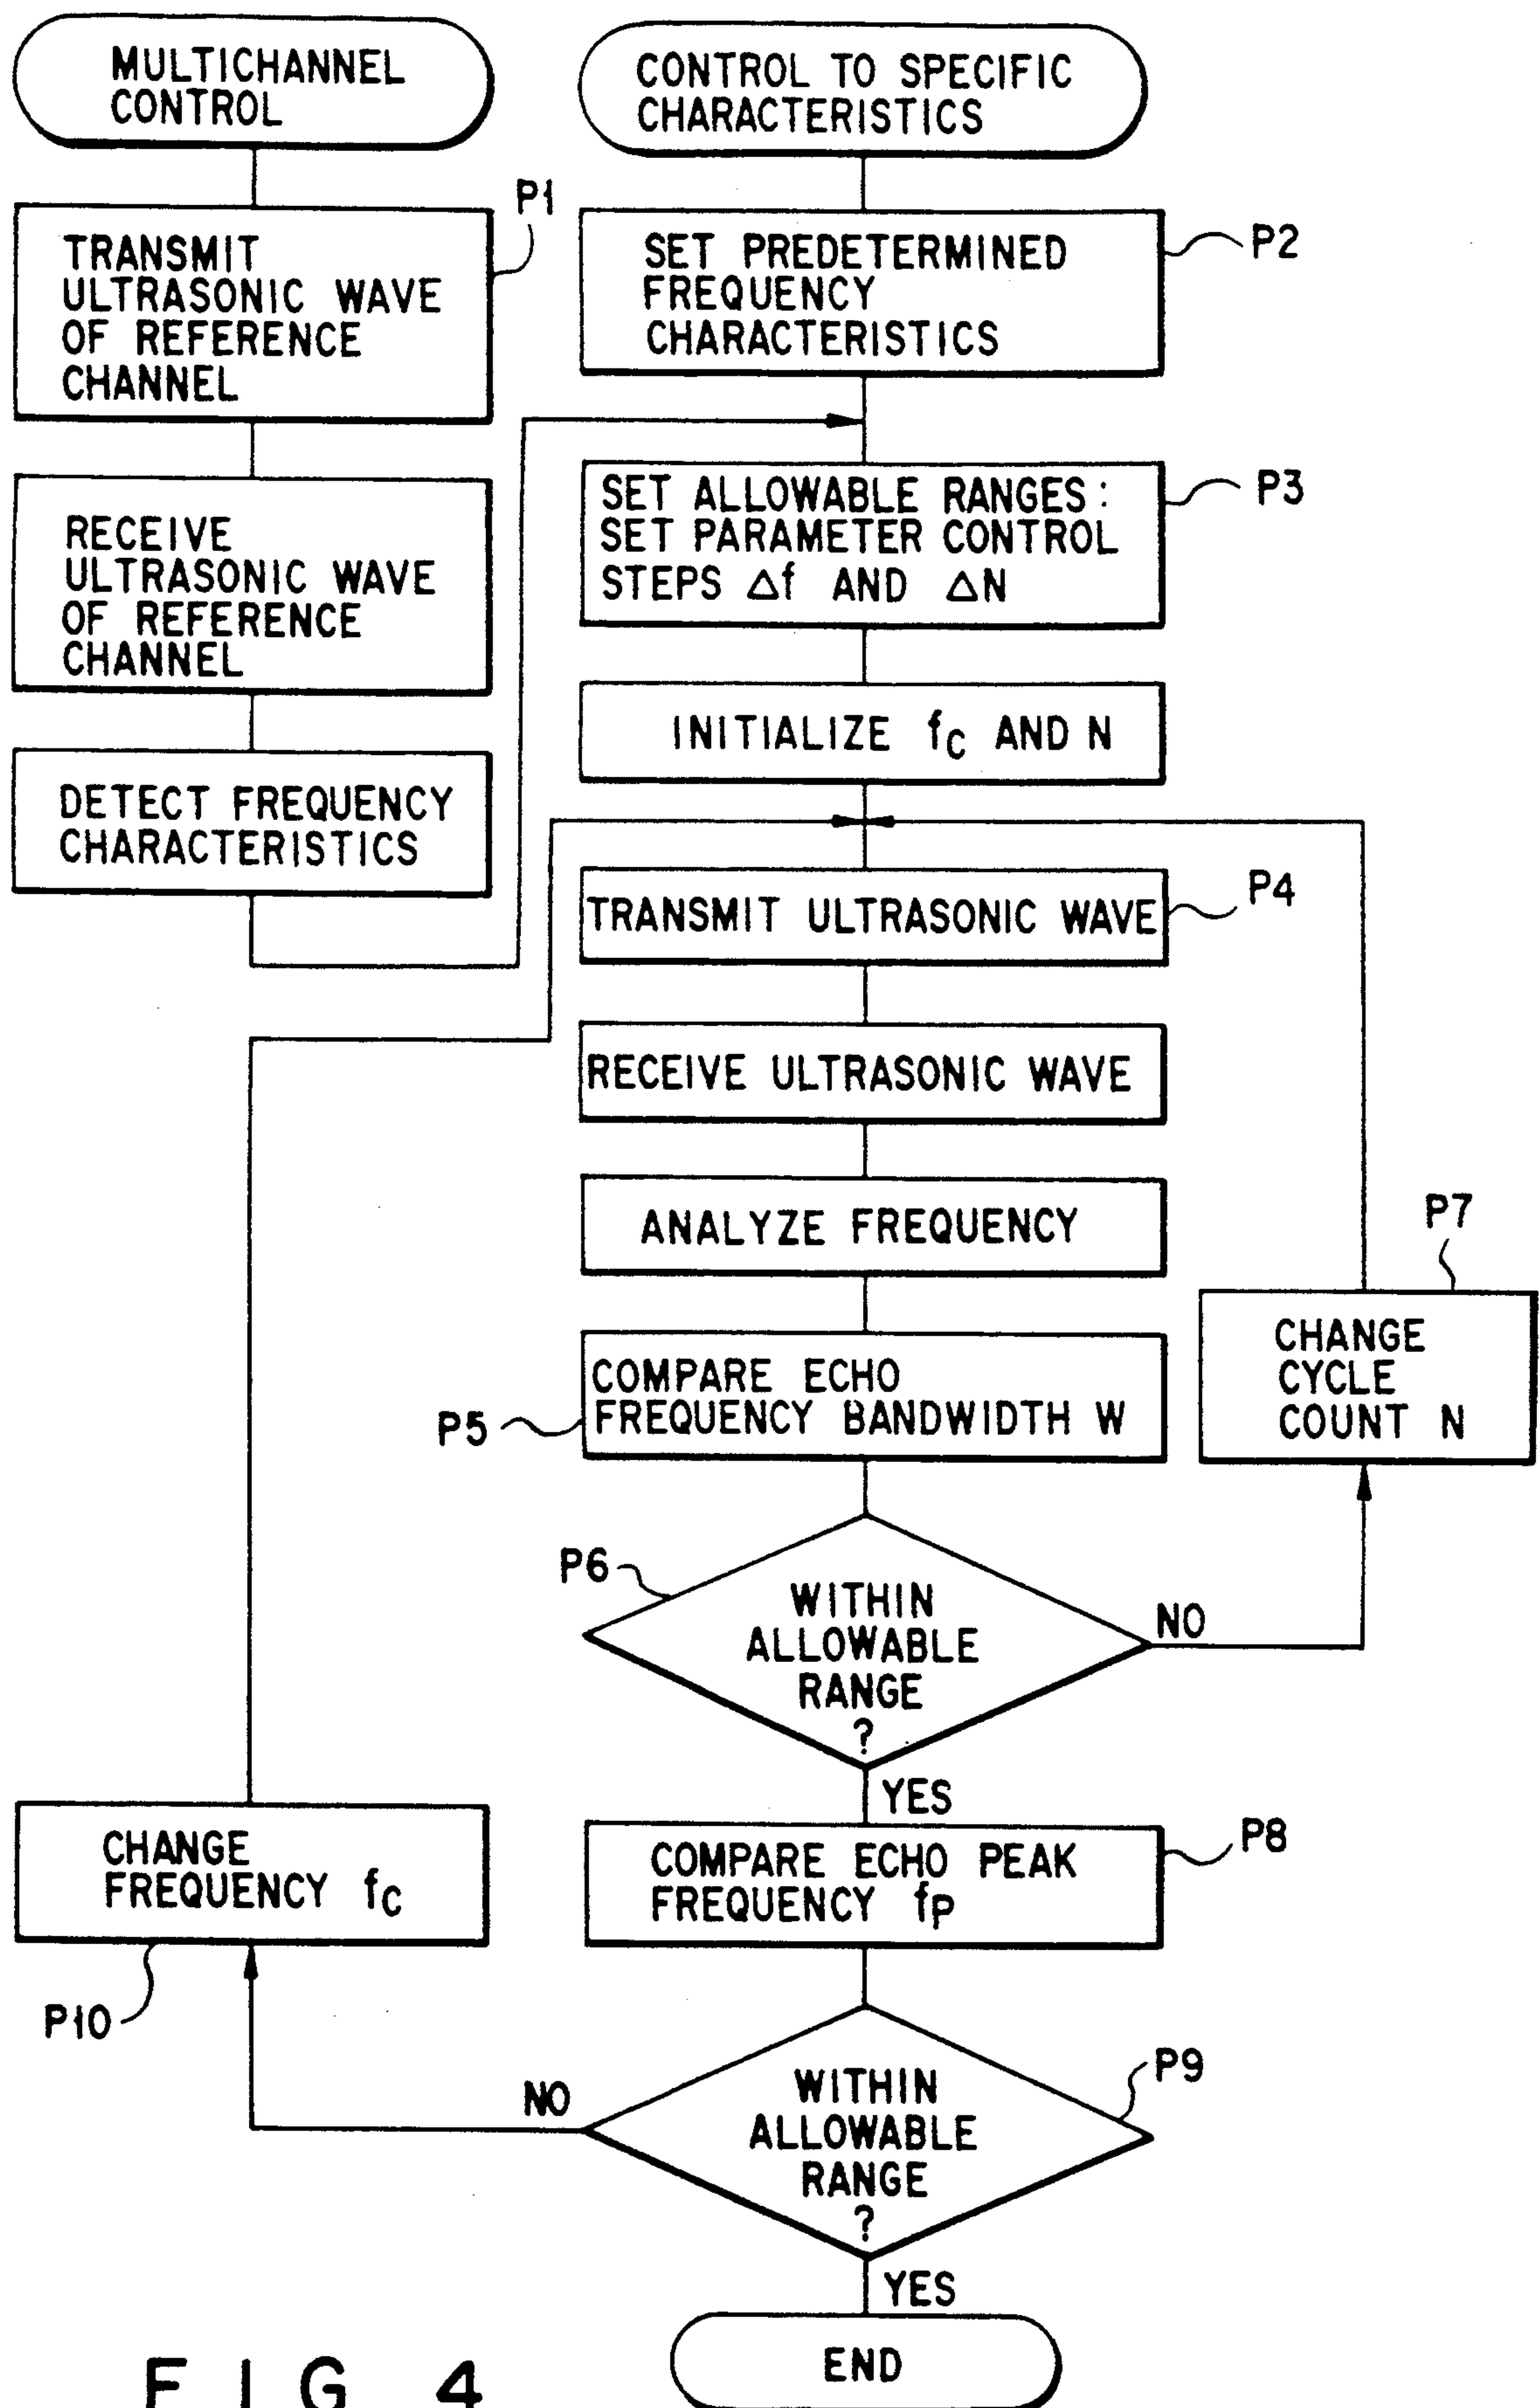 MULTICHANNEL
CONTROL
P1
TRANSMIT
ULTRASONIC WAVE
OF REFERENCE
CHANNEL
RECEIVE
ULTRASONIC WAVE
OF REFERENCE
CHANNEL
DETECT FREQUENCY
CHARACTERISTICS
CONTROL TO SPECIFIC
CHARACTERISTICS
P2
SET PREDETERMINED
FREQUENCY
CHARACTERISTICS
P3
SET ALLOWABLE RANGES:
SET PARAMETER CONTROL
STEPS Δf AND ΔN
INITIALIZE fC AND N
P4
TRANSMIT ULTRASONIC WAVE
RECEIVE ULTRASONIC WAVE
ANALYZE FREQUENCY
P5
COMPARE ECHO
FREQUENCY BANDWIDTH W
P7
CHANGE
CYCLE
COUNT N
P6
WITHIN
ALLOWABLE
RANGE
?
NO
YES
P8
COMPARE ECHO PEAK
FREQUENCY fP
CHANGE
FREQUENCY fC
P10
P9
WITHIN
ALLOWABLE
RANGE
?
NO
YES
END
FIG 4